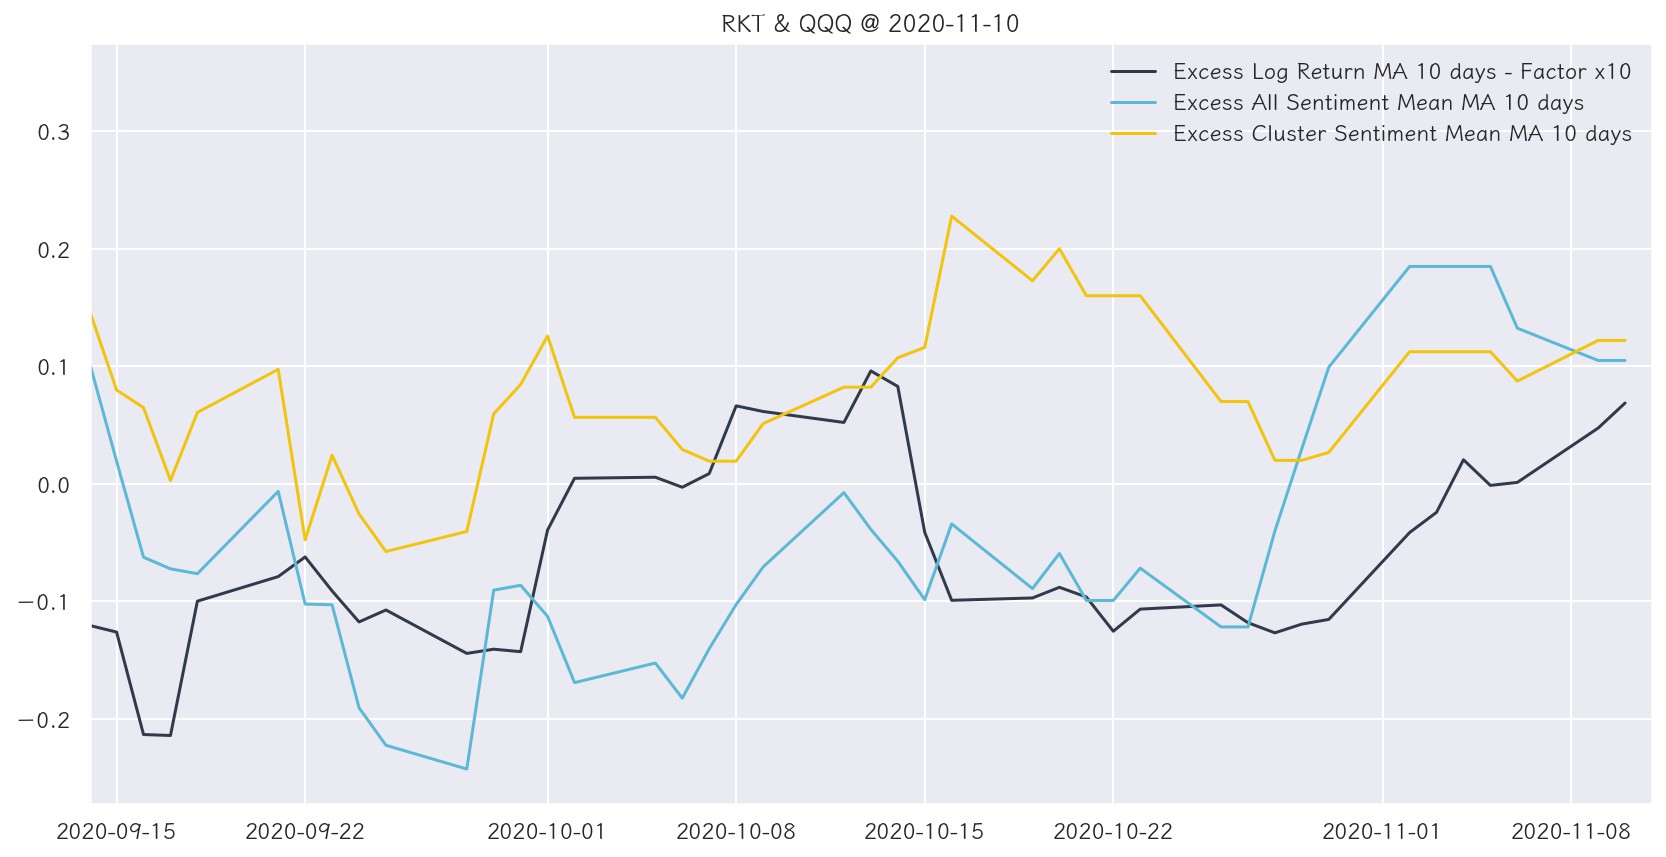 RKT & QQQ @ 2020-11-10
Excess Log Return MA 10 days - Factor x10
Excess All Sentiment Mean MA 10 days
Excess Cluster Sentiment Mean MA 10 days
0.3
0.2
0.1
0.0
−0.1
−0.2
2020-09-15 2020-09-22 2020-10-01 2020-10-08 2020-10-15 2020-10-22 2020-11-01 2020-11-08